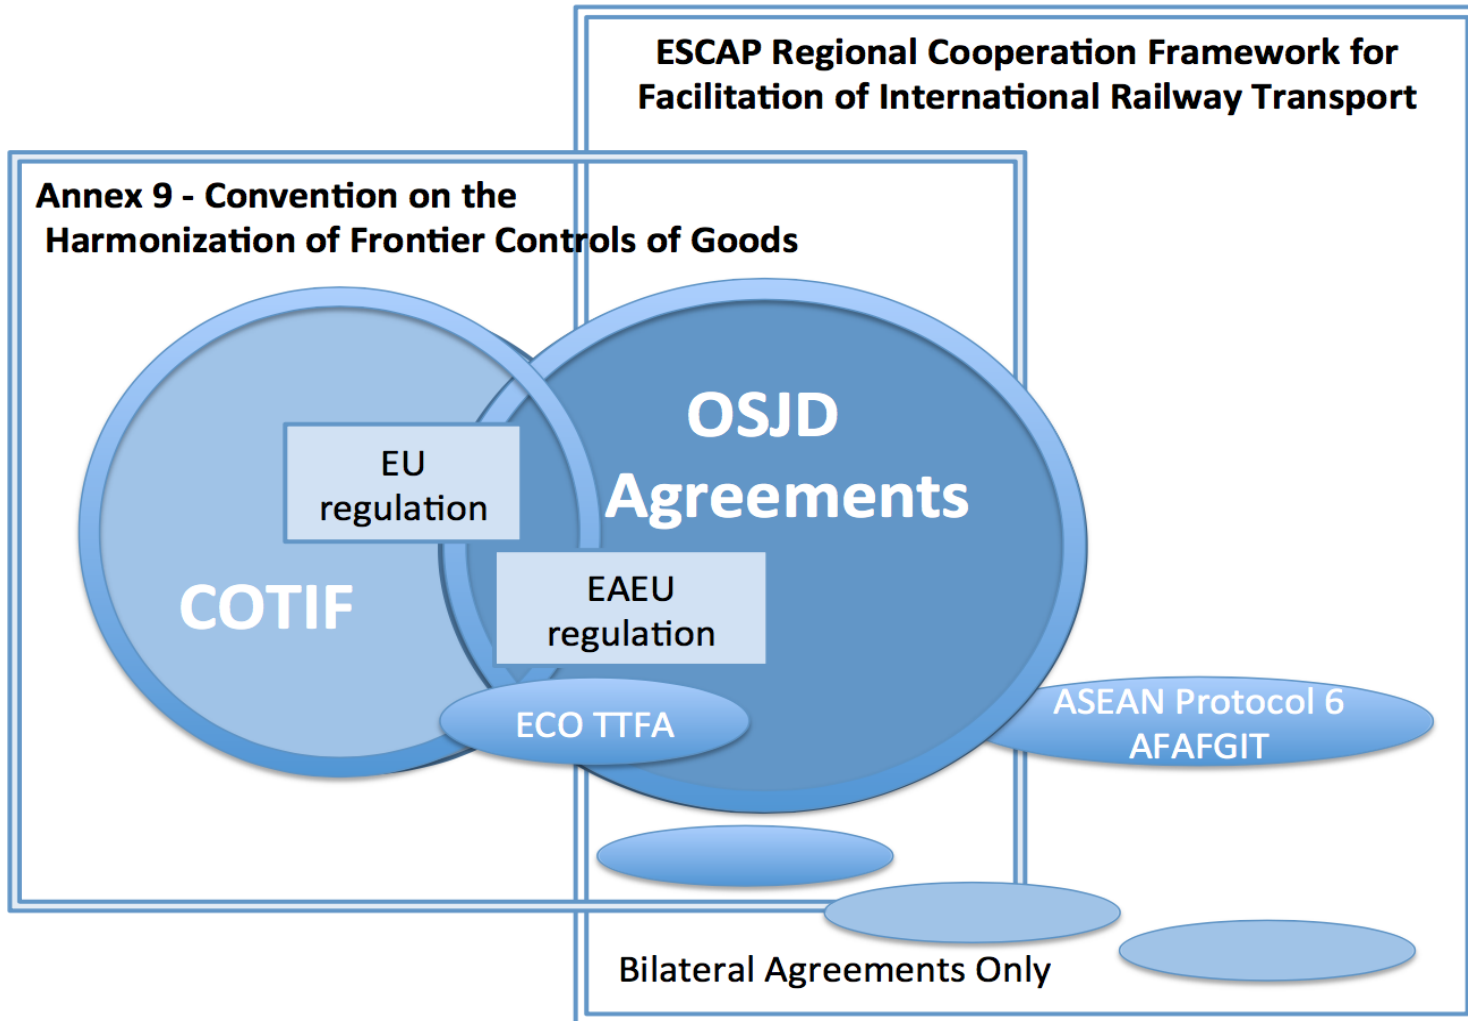 ESCAP Regional Cooperation Framework for
Facilitation of International Railway Transport
Annex 9 - Convention on the
Harmonization of Frontier Controls of Goods
OSJD
Agreements
EU
regulation
COTIF
EAEU
regulation
ECO TTFA
ASEAN Protocol 6
AFAFGIT
Bilateral Agreements Only